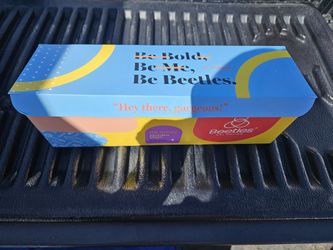 Be Bold,
Be Me,
Be Beetles.
"Hey there, gorgeous!"
Beetles